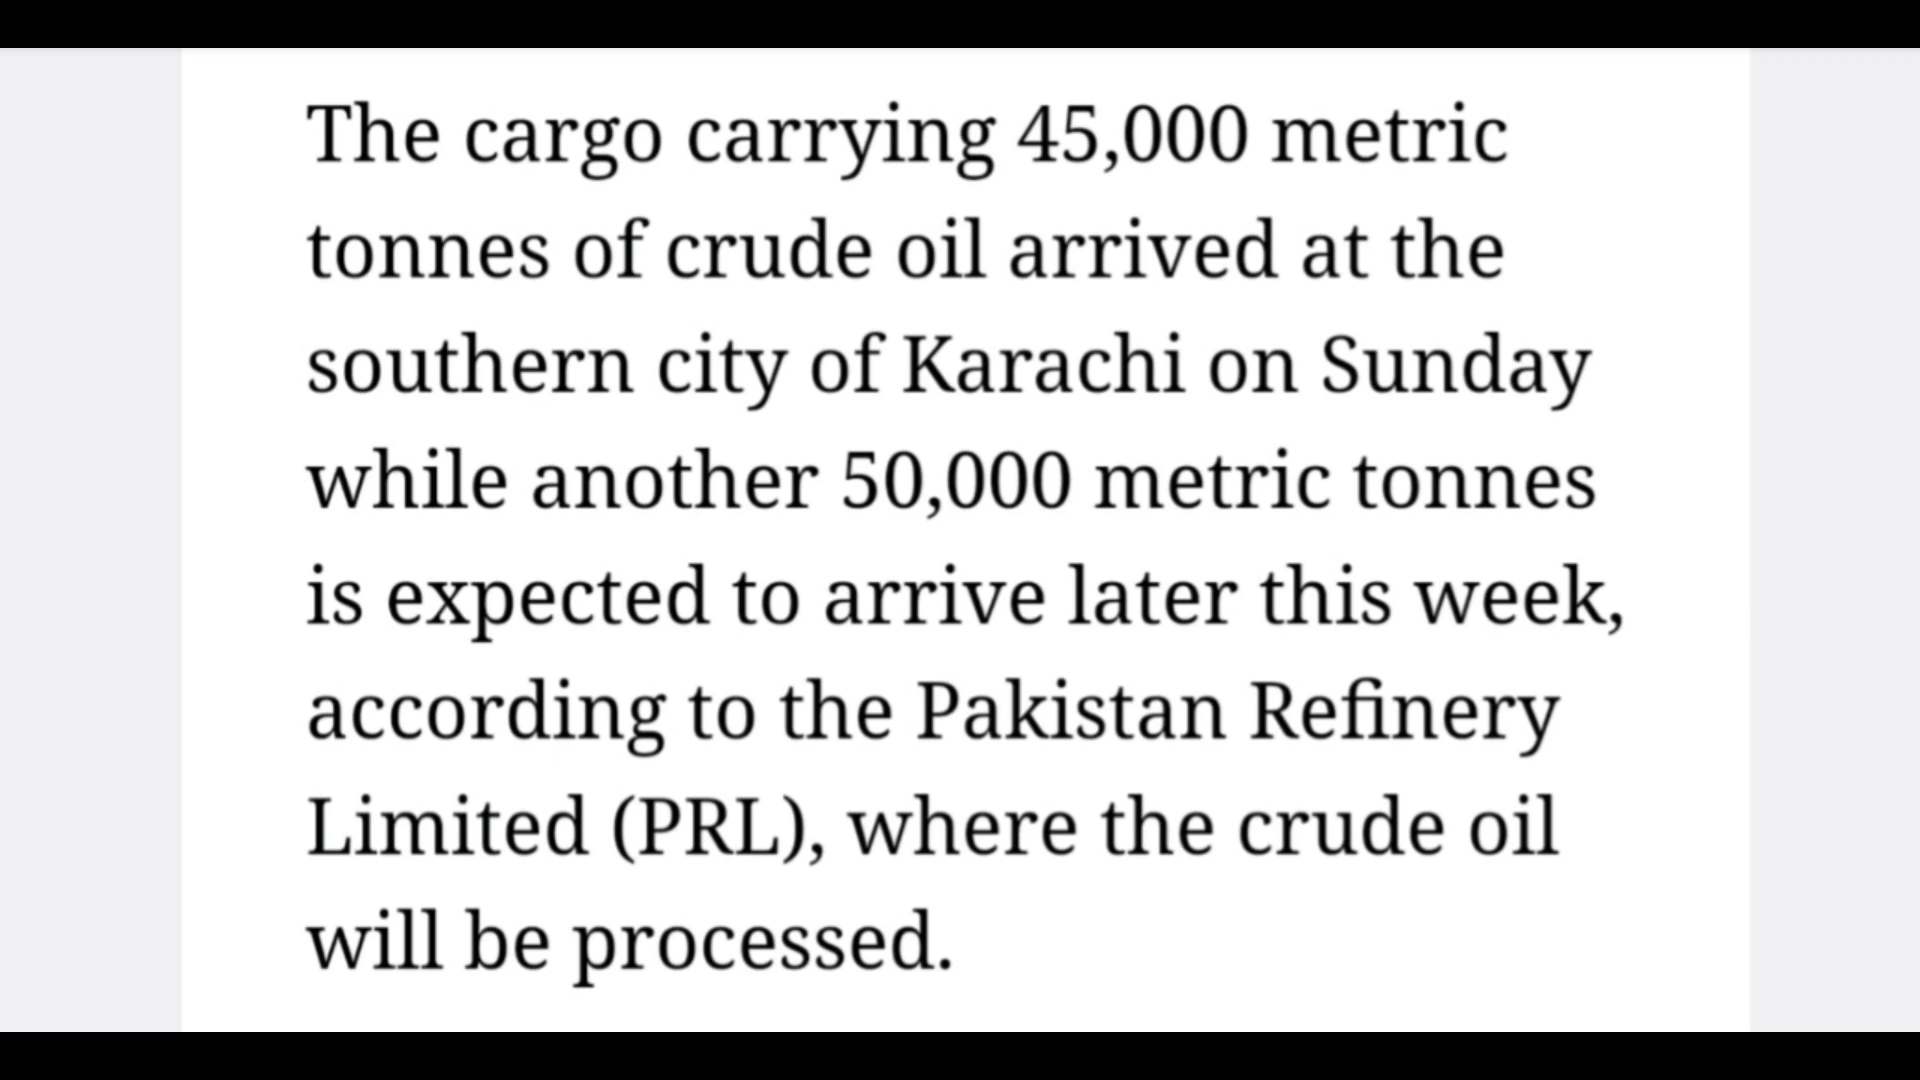 The cargo carrying 45,000 metric
tonnes of crude oil arrived at the
southern city of Karachi on Sunday
while another 50,000 metric tonnes
is expected to arrive later this week,
according to the Pakistan Refinery
Limited (PRL), where the crude oil
will be processed.